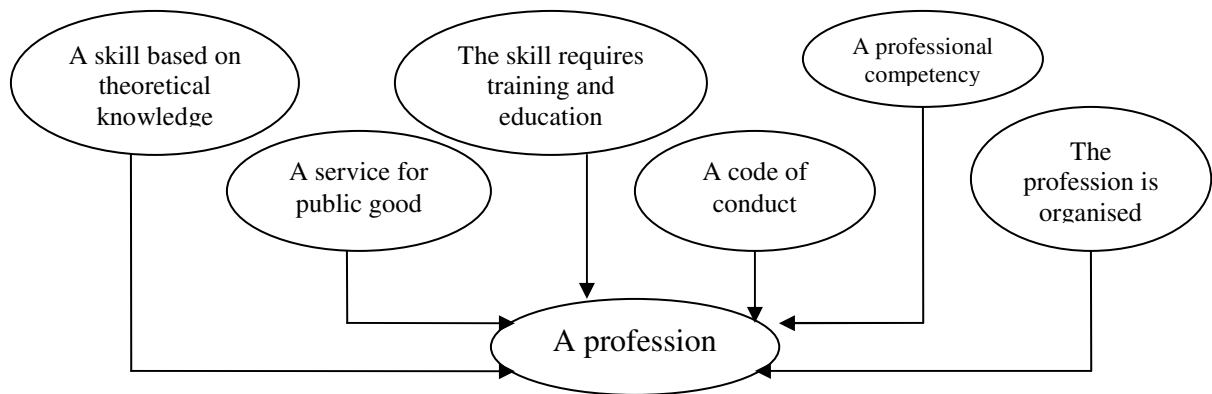 A skill based on
theoretical
knowledge
The skill requires
training and
education
A professional
competency
A service for
public good
A code of
conduct
The
profession is
organised
A profession